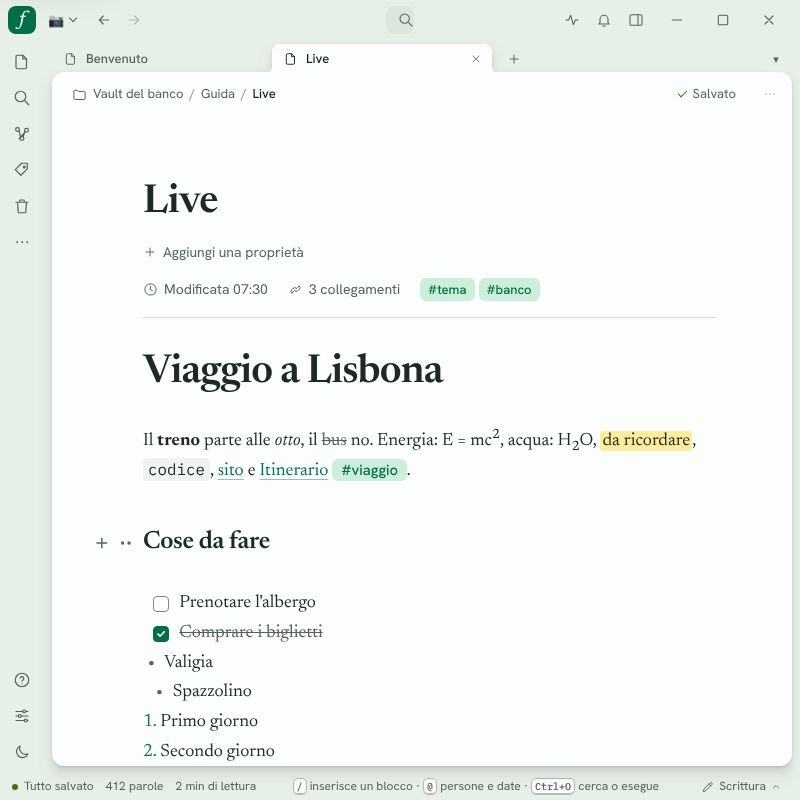 f
Benvenuto
Live
Vault del banco / Guida / Live
Salvato
Live
Aggiungi una proprietà
Modificata 07:30
3 collegamenti
#tema
#banco
Viaggio a Lisbona
Il treno parte alle otto, il bus no. Energia: E = mc², acqua: H₂O, da ricordare,
codice, sito e Itinerario #viaggio.
Cose da fare
Prenotare l'albergo
Comprare i biglietti
• Valigia
• Spazzolino
1. Primo giorno
2. Secondo giorno
Tutto salvato
412 parole
2 min di lettura
/ inserisce un blocco · @ persone e date · Ctrl+O cerca o esegue
Scrittura